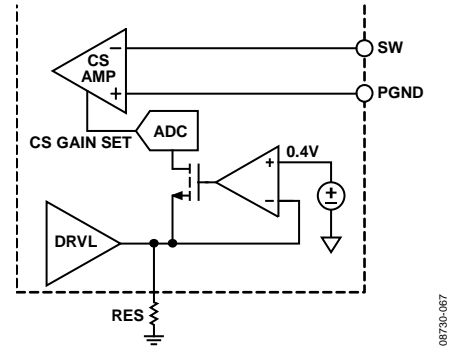 CS
AMP
−
+
SW
PGND
CS GAIN SET
ADC
0.4V
+
−
+
−
DRVL
RES
08730-067